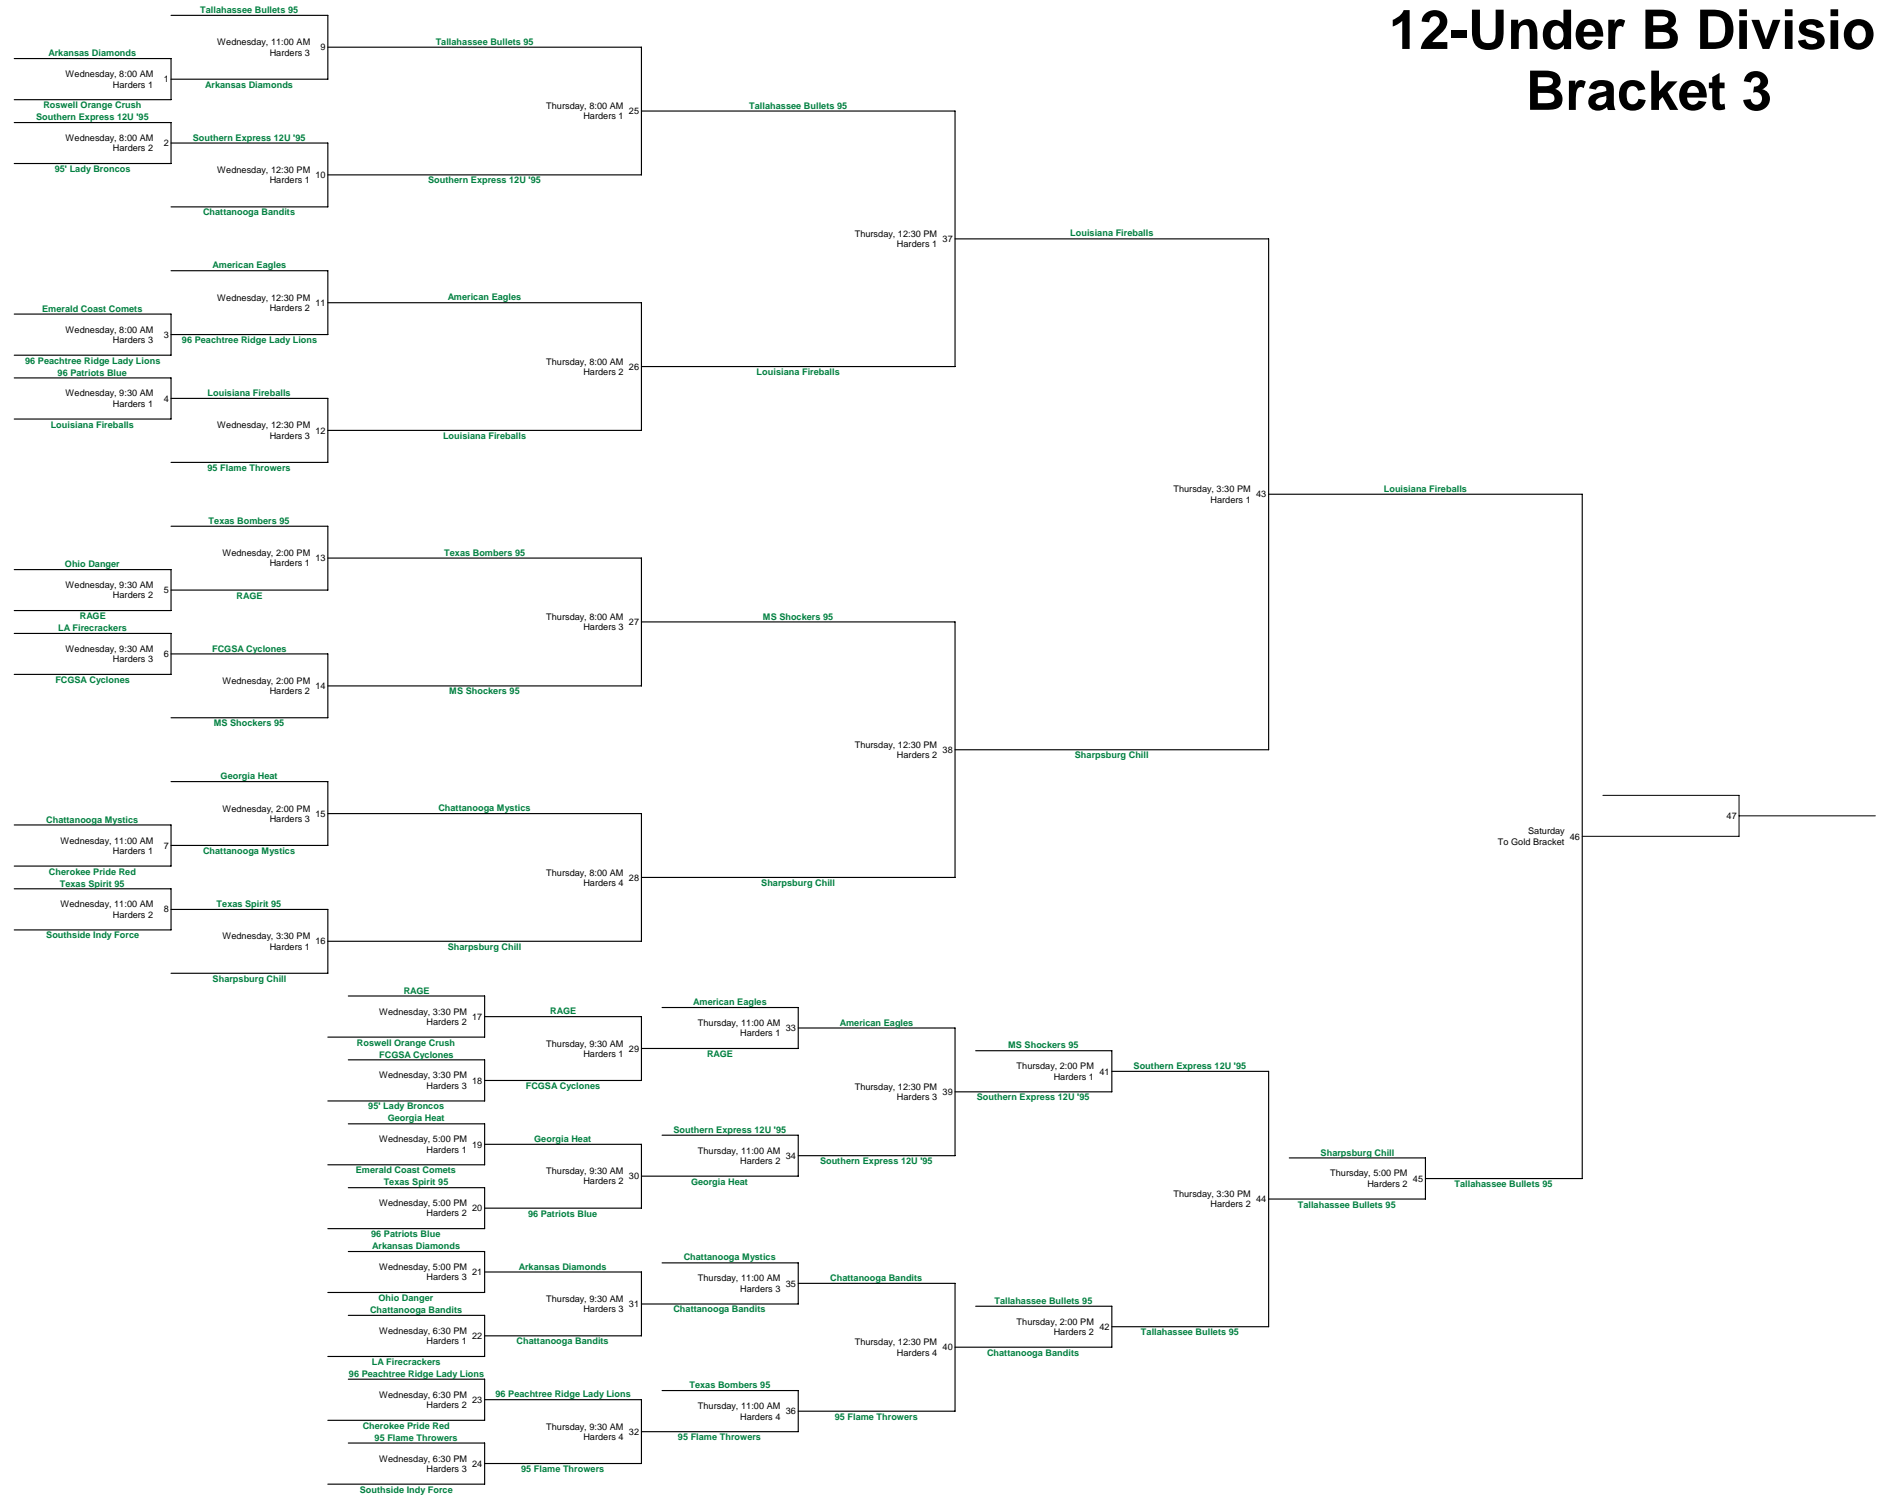 12-Under B Divisio
Bracket 3
Tallahassee Bullets 95
Wednesday, 11:00 AM
Harders 3
9
Tallahassee Bullets 95
Arkansas Diamonds
Wednesday, 8:00 AM
Harders 1
1
Arkansas Diamonds
Roswell Orange Crush
Southern Express 12U '95
Wednesday, 8:00 AM
Harders 2
2
Southern Express 12U '95
95' Lady Broncos
Wednesday, 12:30 PM
Harders 1
10
Southern Express 12U '95
Chattanooga Bandits
Thursday, 8:00 AM
Harders 1
25
Tallahassee Bullets 95
American Eagles
Wednesday, 12:30 PM
Harders 2
11
American Eagles
Emerald Coast Comets
Wednesday, 8:00 AM
Harders 3
3
96 Peachtree Ridge Lady Lions
96 Peachtree Ridge Lady Lions
96 Patriots Blue
Wednesday, 9:30 AM
Harders 1
4
Louisiana Fireballs
Louisiana Fireballs
Wednesday, 12:30 PM
Harders 3
12
Louisiana Fireballs
95 Flame Throwers
Thursday, 8:00 AM
Harders 2
26
Louisiana Fireballs
Thursday, 12:30 PM
Harders 1
37
Louisiana Fireballs
Texas Bombers 95
Wednesday, 2:00 PM
Harders 1
13
Texas Bombers 95
Ohio Danger
Wednesday, 9:30 AM
Harders 2
5
RAGE
RAGE
LA Firecrackers
Wednesday, 9:30 AM
Harders 3
6
FCGSA Cyclones
FCGSA Cyclones
Wednesday, 2:00 PM
Harders 2
14
MS Shockers 95
MS Shockers 95
Thursday, 8:00 AM
Harders 3
27
MS Shockers 95
Georgia Heat
Wednesday, 2:00 PM
Harders 3
15
Chattanooga Mystics
Chattanooga Mystics
Wednesday, 11:00 AM
Harders 1
7
Chattanooga Mystics
Cherokee Pride Red
Texas Spirit 95
Wednesday, 11:00 AM
Harders 2
8
Texas Spirit 95
Southside Indy Force
Wednesday, 3:30 PM
Harders 1
16
Sharpsburg Chill
Sharpsburg Chill
Thursday, 8:00 AM
Harders 4
28
Sharpsburg Chill
Thursday, 12:30 PM
Harders 2
38
Sharpsburg Chill
Thursday, 3:30 PM
Harders 1
43
Louisiana Fireballs
Saturday
To Gold Bracket
46
47
RAGE
Wednesday, 3:30 PM
Harders 2
17
RAGE
Roswell Orange Crush
FCGSA Cyclones
Wednesday, 3:30 PM
Harders 3
18
FCGSA Cyclones
95' Lady Broncos
Thursday, 9:30 AM
Harders 1
29
RAGE
American Eagles
Thursday, 11:00 AM
Harders 1
33
American Eagles
Georgia Heat
Wednesday, 5:00 PM
Harders 1
19
Georgia Heat
Emerald Coast Comets
Texas Spirit 95
Wednesday, 5:00 PM
Harders 2
20
96 Patriots Blue
96 Patriots Blue
Thursday, 9:30 AM
Harders 2
30
Georgia Heat
Southern Express 12U '95
Thursday, 11:00 AM
Harders 2
34
Southern Express 12U '95
Thursday, 12:30 PM
Harders 3
39
Southern Express 12U '95
MS Shockers 95
Thursday, 2:00 PM
Harders 1
41
Southern Express 12U '95
Arkansas Diamonds
Wednesday, 5:00 PM
Harders 3
21
Arkansas Diamonds
Ohio Danger
Chattanooga Bandits
Wednesday, 6:30 PM
Harders 1
22
Chattanooga Bandits
LA Firecrackers
Thursday, 9:30 AM
Harders 3
31
Chattanooga Bandits
Chattanooga Mystics
Thursday, 11:00 AM
Harders 3
35
Chattanooga Bandits
96 Peachtree Ridge Lady Lions
Wednesday, 6:30 PM
Harders 2
23
96 Peachtree Ridge Lady Lions
Cherokee Pride Red
95 Flame Throwers
Wednesday, 6:30 PM
Harders 3
24
95 Flame Throwers
Southside Indy Force
Thursday, 9:30 AM
Harders 4
32
95 Flame Throwers
Texas Bombers 95
Thursday, 11:00 AM
Harders 4
36
95 Flame Throwers
Thursday, 12:30 PM
Harders 4
40
Chattanooga Bandits
Tallahassee Bullets 95
Thursday, 2:00 PM
Harders 2
42
Tallahassee Bullets 95
Thursday, 3:30 PM
Harders 2
44
Tallahassee Bullets 95
Sharpsburg Chill
Thursday, 5:00 PM
Harders 2
45
Tallahassee Bullets 95